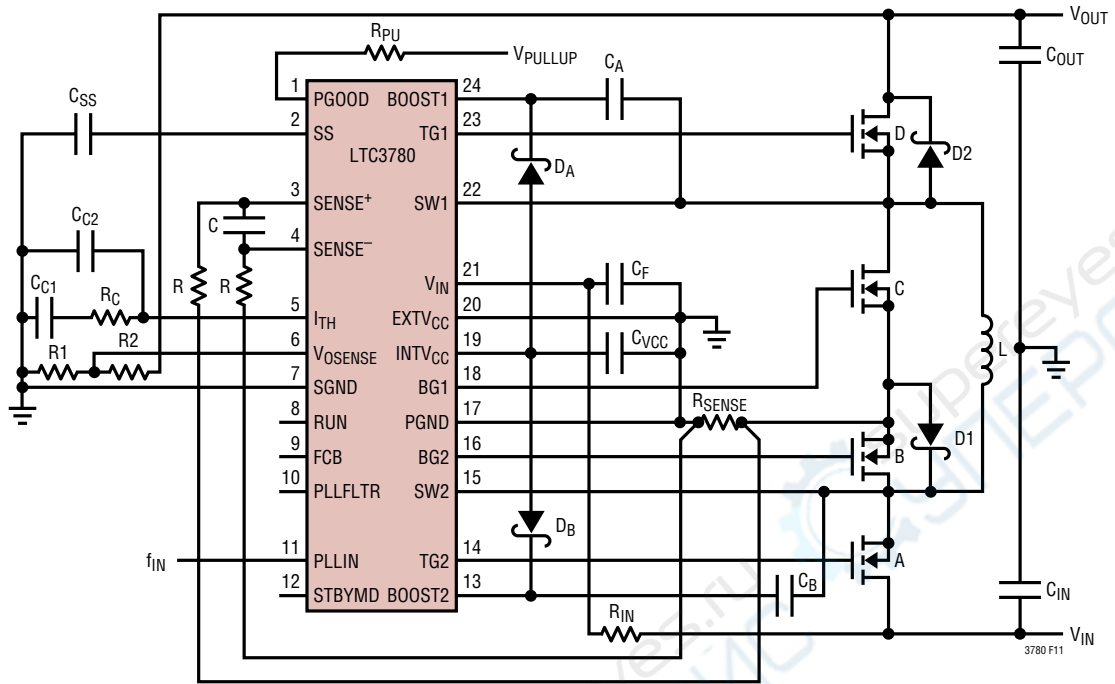 VOUT
RPU
VPULLUP
COUT
CA
1 PGOOD BOOST1 24
CSS
2 SS TG1 23
D
D2
LTC3780
DA
3 SENSE+ SW1 22
C
4 SENSE–
CC2
R R
VIN 21
CF
C
CC1
RC
5 ITH EXTVCC 20
R1 R2
6 VOSENSE INTVCC 19
CVCC
L
7 SGND BG1 18
RSENSE
8 RUN PGND 17
D1
9 FCB BG2 16
B
10 PLLFLTR SW2 15
DB
fIN
11 PLLIN TG2 14
A
12 STBYMD BOOST2 13
CB
CIN
RIN
VIN
3780 F11
supereyes.ru